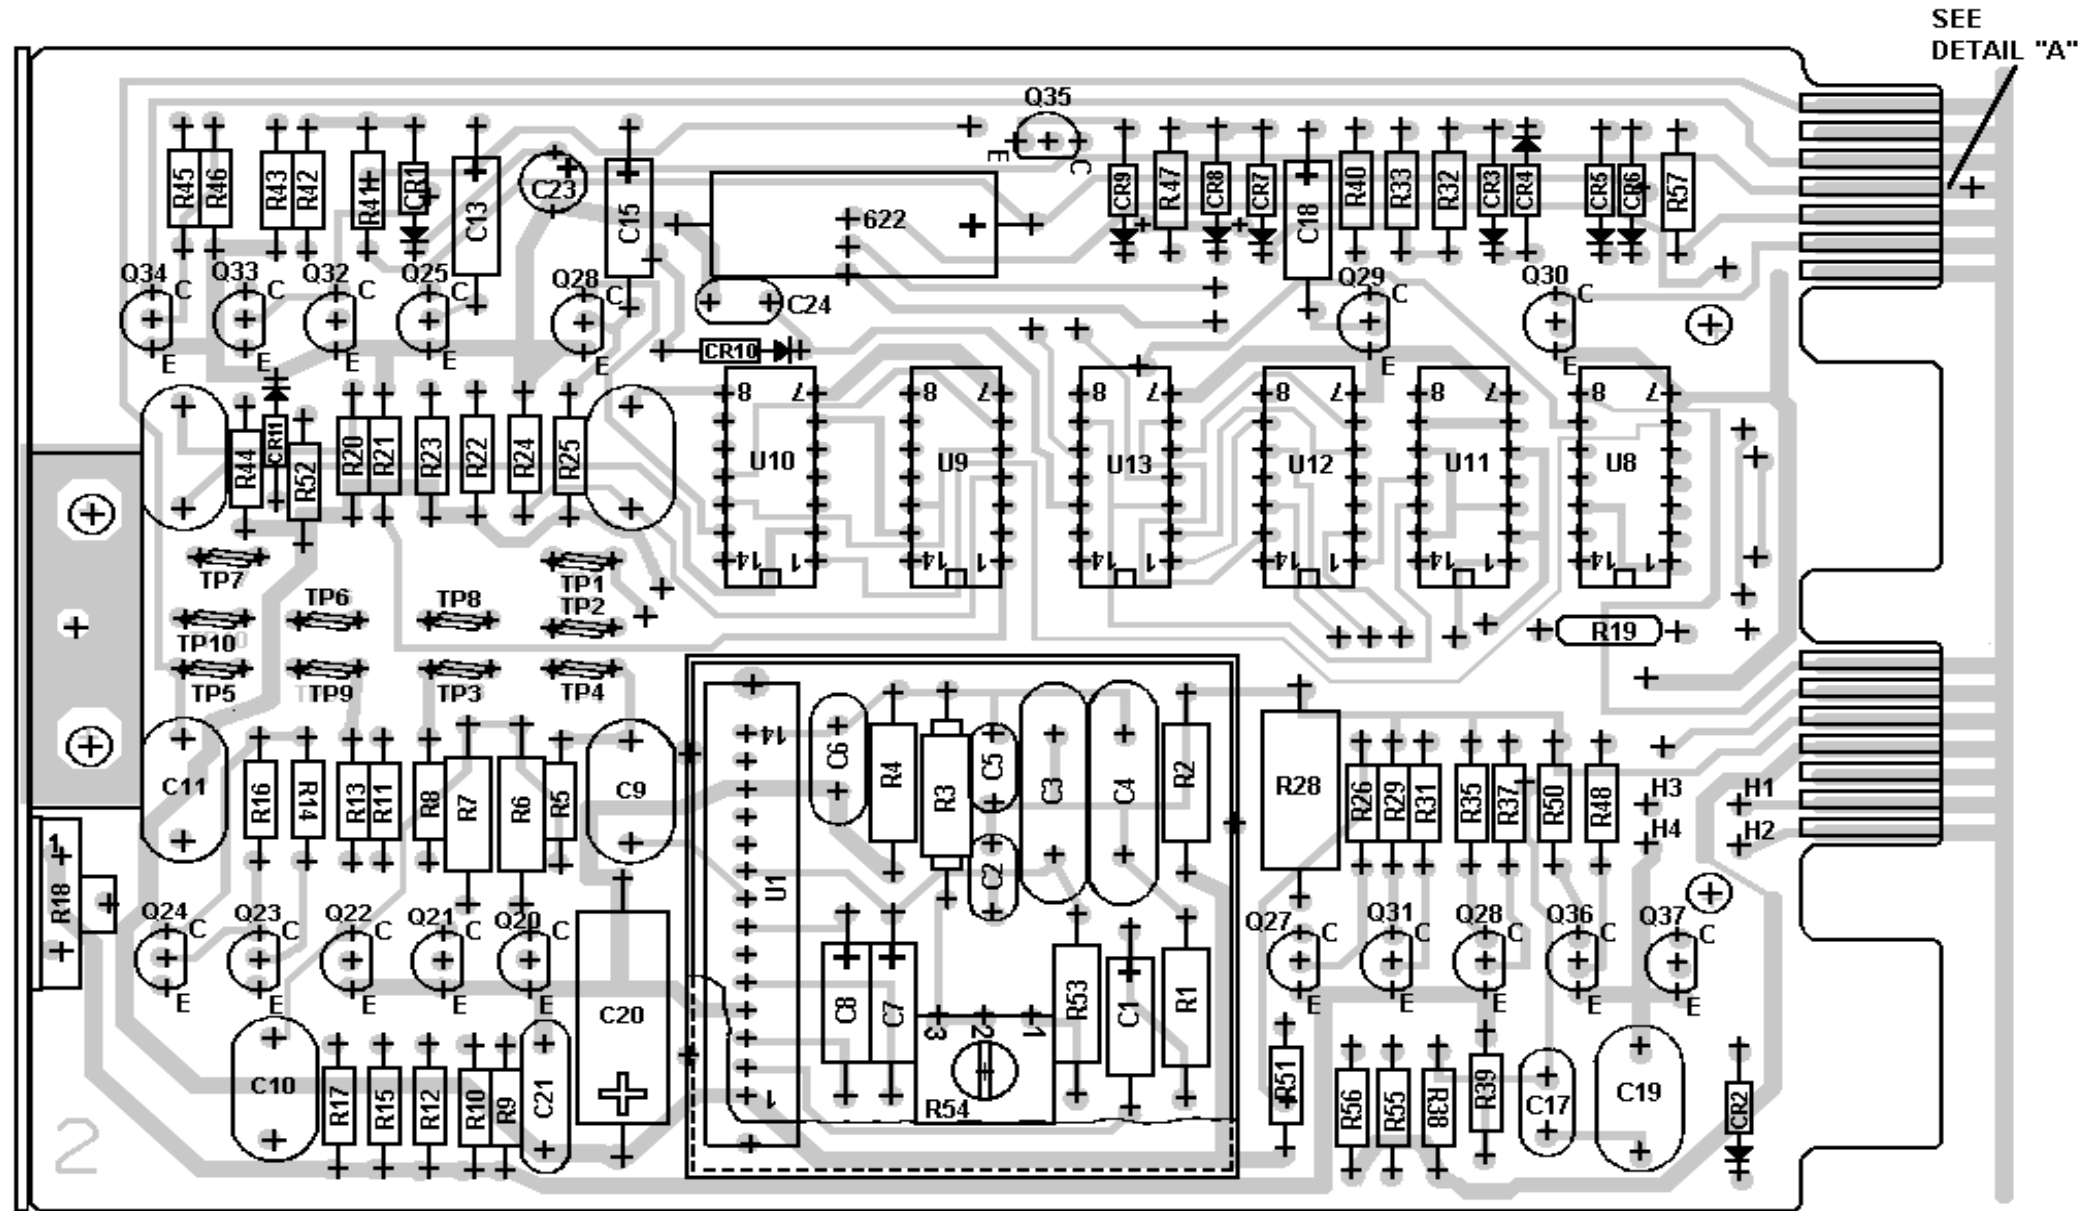 SEE
DETAIL "A"
Q35
E
C
R45
R46
R43
R42
R41
CR1
C13
C23
C15
622
CR9
R47
CR8
CR7
C18
R40
R33
R32
CR3
CR4
CR5
CR6
R57
Q34
C
E
Q33
C
E
Q32
C
E
Q25
C
E
Q28
C
E
C24
Q29
C
E
Q30
C
E
CR10
R44
CR11
R52
R20
R21
R23
R22
R24
R25
8 7
U10
14 1
8 7
U9
14 1
8 7
U13
14 1
8 7
U12
14 1
8 7
U11
14 1
8 7
U8
14 1
TP7
TP1
TP10
TP6
TP8
TP2
R19
TP5
TP9
TP3
TP4
C11
R16
R14
R13
R11
R8
R7
R6
R5
C9
14
U1
1
C6
R4
R3
C5
C2
C3
C4
R2
R28
R26
R29
R31
R35
R37
R50
R48
H3
H1
H4
H2
1
R18
Q24
C
E
Q23
C
E
Q22
C
E
Q21
C
E
Q20
C
E
C20
C8
C7
3 2 1
R54
R53
C1
R1
Q27
C
E
Q31
C
E
Q28
C
E
Q36
C
E
Q37
C
E
2
C10
R17
R15
R12
R10
R9
C21
R51
R56
R55
R38
R39
C17
C19
CR2